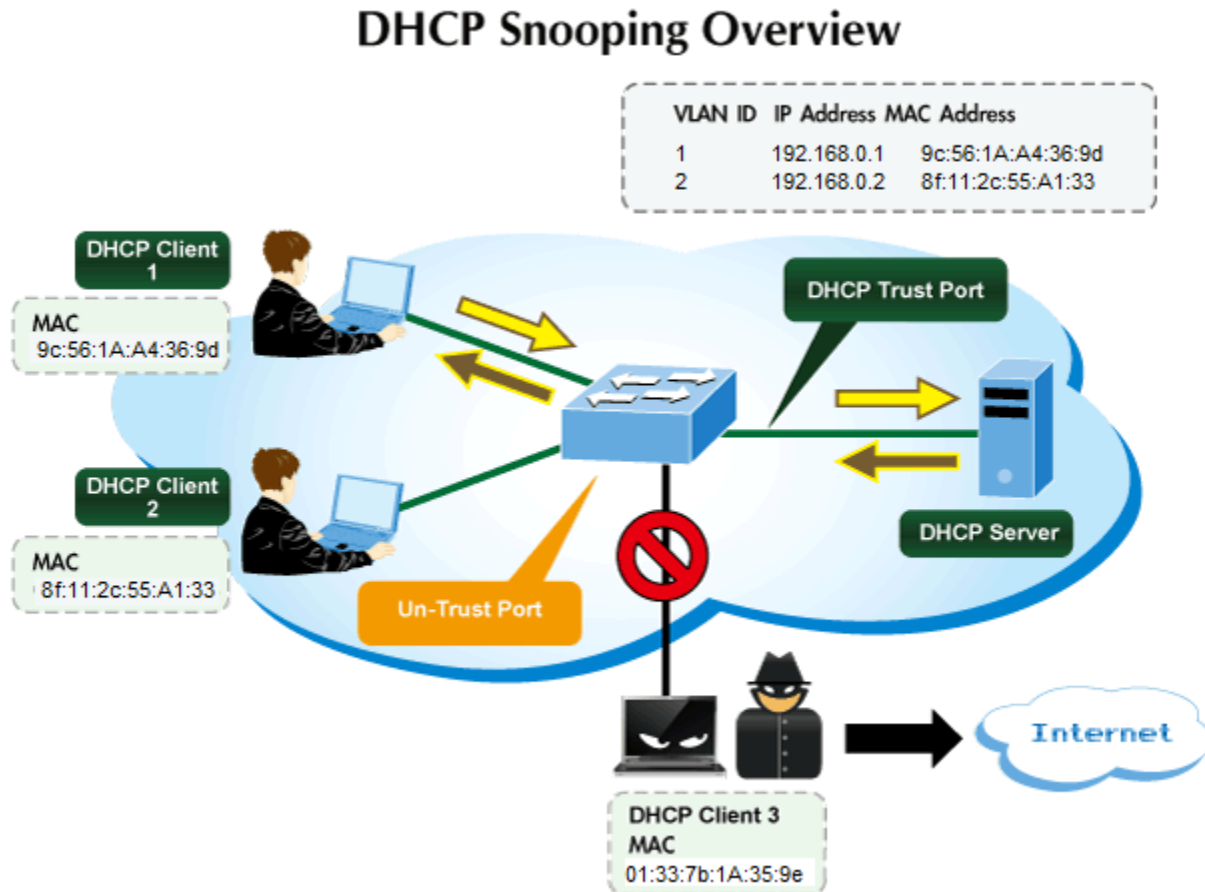 DHCP Snooping Overview
VLAN ID IP Address MAC Address
1 192.168.0.1 9c:56:1A:A4:36:9d
2 192.168.0.2 8f:11:2c:55:A1:33
DHCP Client
1
MAC
9c:56:1A:A4:36:9d
DHCP Trust Port
DHCP Client
2
MAC
8f:11:2c:55:A1:33
Un-Trust Port
DHCP Server
Internet
DHCP Client 3
MAC
01:33:7b:1A:35:9e